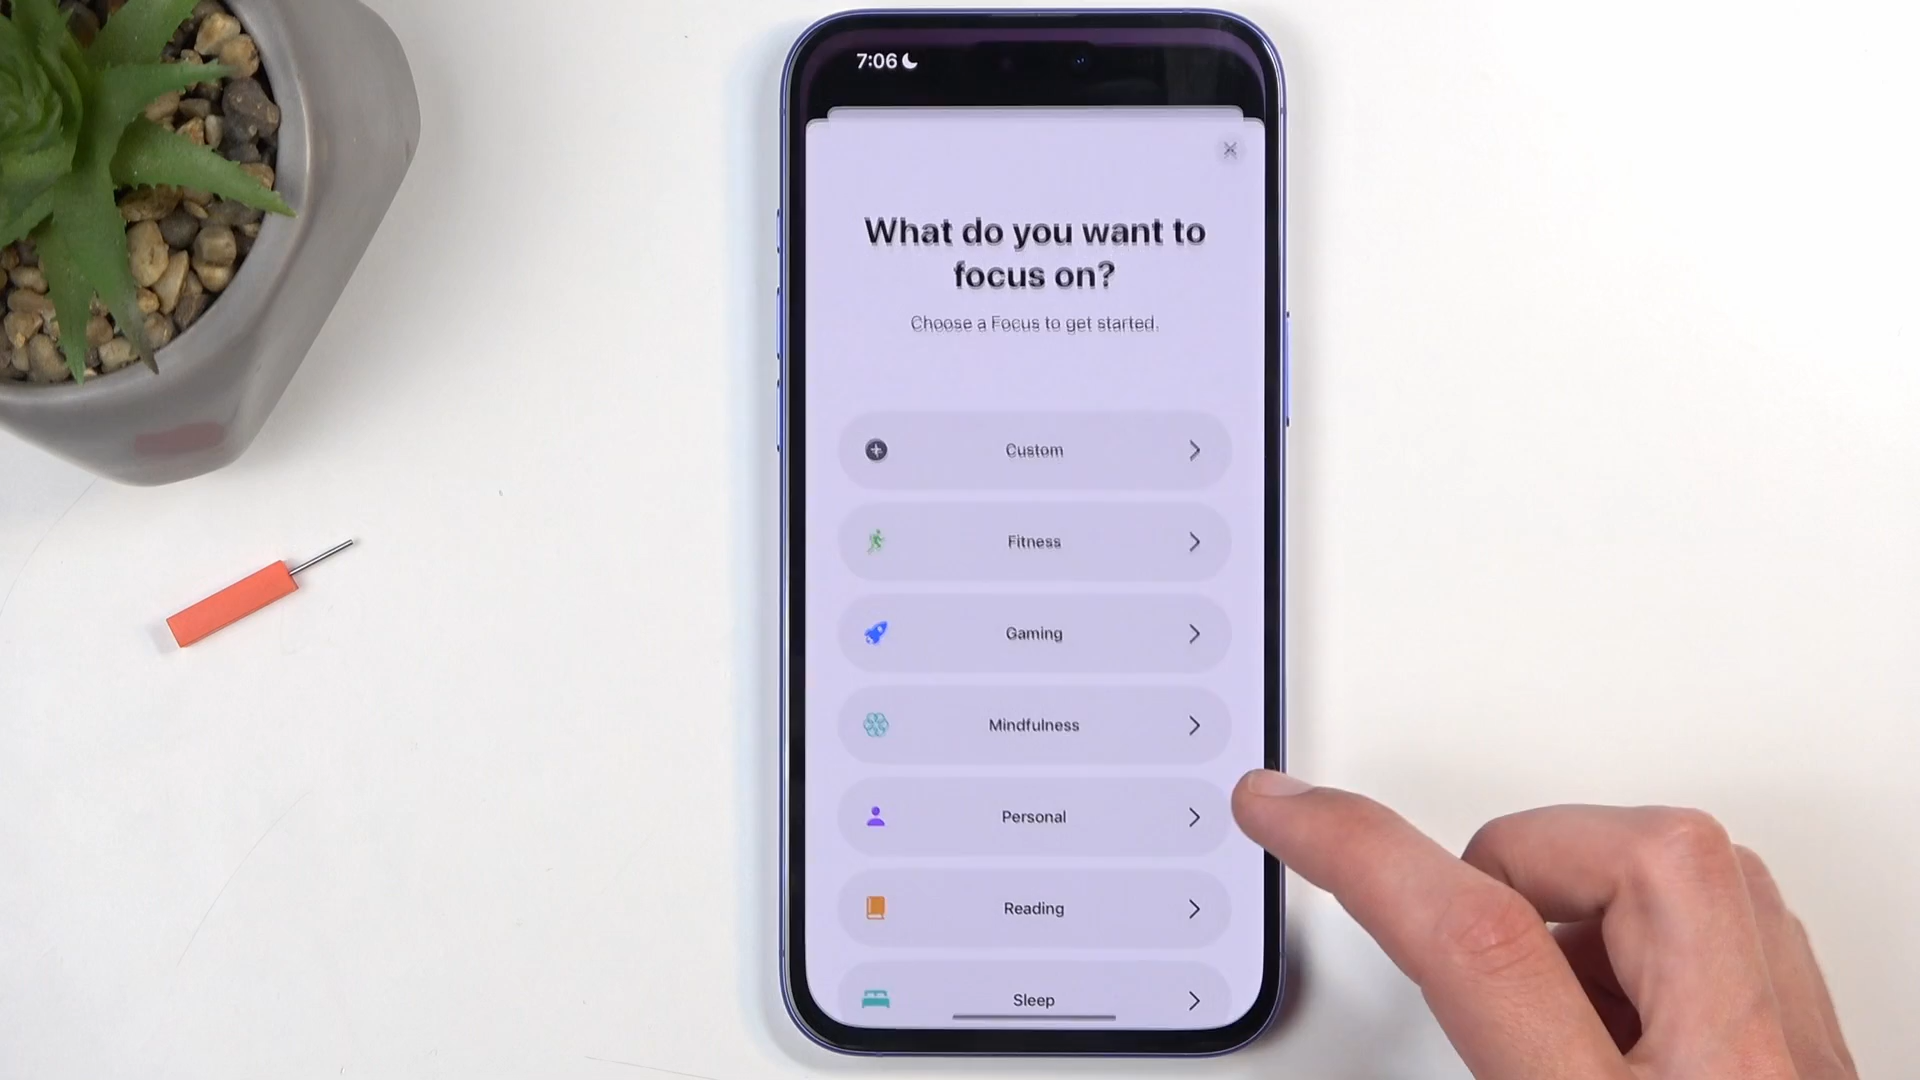 7:06
What do you want to
focus on?
Choose a Focus to get started.
Custom
Fitness
Gaming
Mindfulness
Personal
Reading
Sleep